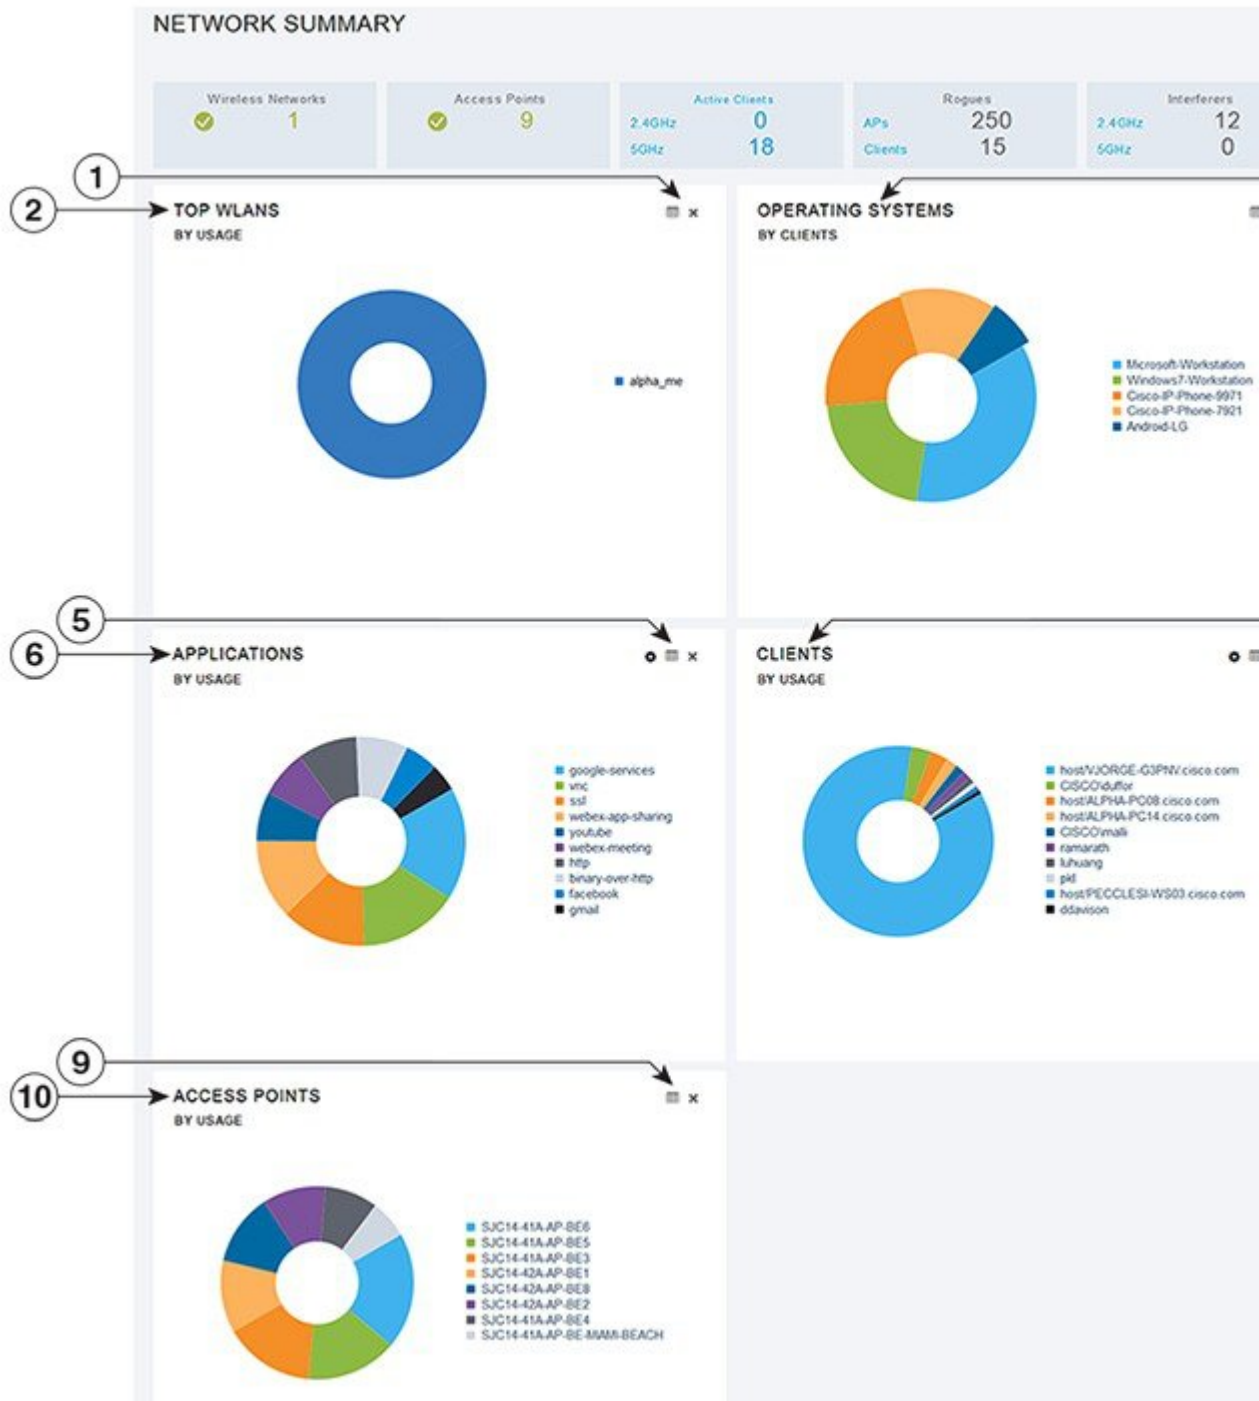 NETWORK SUMMARY
Wireless Networks
1
Access Points
9
Active Clients
2.4GHz 0
5GHz 18
Rogues
APs 250
Clients 15
Interferers
2.4GHz 12
5GHz 0
1
2
TOP WLANS
BY USAGE
alpha_me
OPERATING SYSTEMS
BY CLIENTS
Microsoft-Workstation
Windows7-Workstation
Cisco-IP-Phone-9971
Cisco-IP-Phone-7921
Android-LG
5
6
APPLICATIONS
BY USAGE
google-services
vnc
ssl
webex-app-sharing
youtube
webex-meeting
http
binary-over-http
facebook
gmail
CLIENTS
BY USAGE
host/VJORGE-G3PNV.cisco.com
CISCO\duffor
host/ALPHA-PC08.cisco.com
host/ALPHA-PC14.cisco.com
CISCO\malli
ramarath
luhuang
pkl
host/PECCLESI-WS03.cisco.com
ddavison
9
10
ACCESS POINTS
BY USAGE
SJC14-41A-AP-BE6
SJC14-41A-AP-BE5
SJC14-41A-AP-BE3
SJC14-42A-AP-BE1
SJC14-42A-AP-BE8
SJC14-42A-AP-BE2
SJC14-41A-AP-BE4
SJC14-41A-AP-BE-MIAMI-BEACH